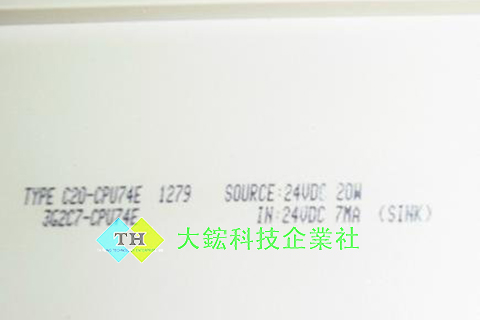 TYPE C20-CPU74E 1279 SOURCE:24VDC 20W
3G2C7-CPU74E IN:24VDC 7MA (SINK)
TH 大鋐科技企業社